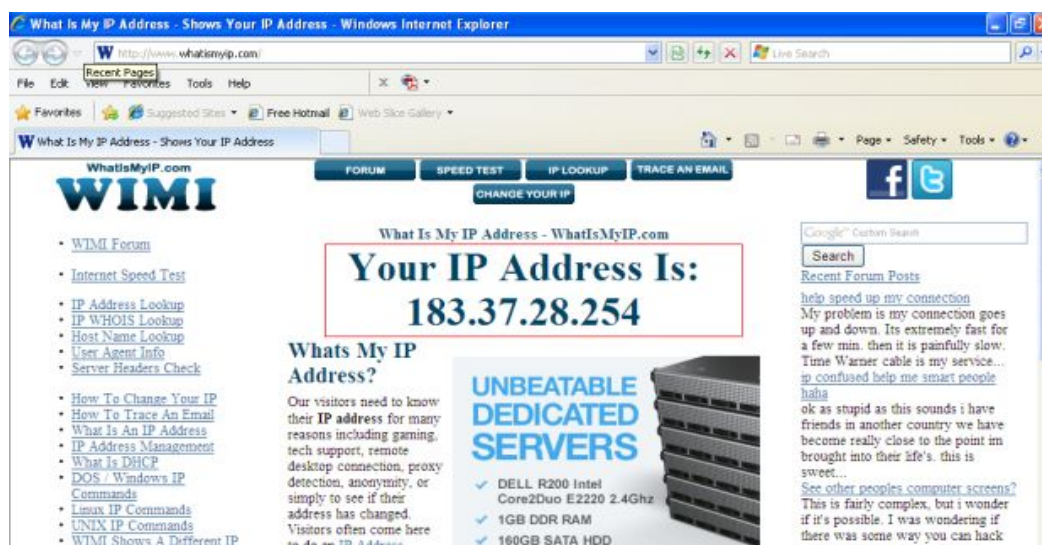 What Is My IP Address - Shows Your IP Address - Windows Internet Explorer
http://www.whatismyip.com/
Live Search
Recent Pages
File Edit View Favorites Tools Help
Favorites Suggested Sites Free Hotmail Web Slice Gallery
What Is My IP Address - Shows Your IP Address
Page Safety Tools
WhatIsMyIP.com
WIMI
FORUM SPEED TEST IP LOOKUP TRACE AN EMAIL
CHANGE YOUR IP
WIMI Forum
Internet Speed Test
IP Address Lookup
IP WHOIS Lookup
Host Name Lookup
User Agent Info
Server Headers Check
How To Change Your IP
How To Trace An Email
What Is An IP Address
IP Address Management
What Is DHCP
DOS / Windows IP
Commands
Linux IP Commands
UNIX IP Commands
WIMI Shows A Different IP
What Is My IP Address - WhatIsMyIP.com
Your IP Address Is:
183.37.28.254
Whats My IP
Address?
Our visitors need to know
their IP address for many
reasons including gaming,
tech support, remote
desktop connection, proxy
detection, anonymity, or
simply to see if their
address has changed.
Visitors often come here
to do an IP Address
UNBEATABLE
DEDICATED
SERVERS
DELL R200 Intel
Core2Duo E2220 2.4Ghz
1GB DDR RAM
160GB SATA HDD
f
Google™ Custom Search
Search
Recent Forum Posts
help speed up my connection
My problem is my connection goes
up and down. Its extremely fast for
a few min. then it is painfully slow.
Time Warner cable is my service...
ip confused help me smart people
haha
ok as stupid as this sounds i have
friends in another country we have
become really close to the point im
brought into their life's. this is
sweet...
See other peoples computer screens?
This is fairly complex, but i wonder
if it's possible. I was wondering if
there was some way you can hack